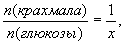 n(крахмала) / n(глюкозы) = 1 / x,